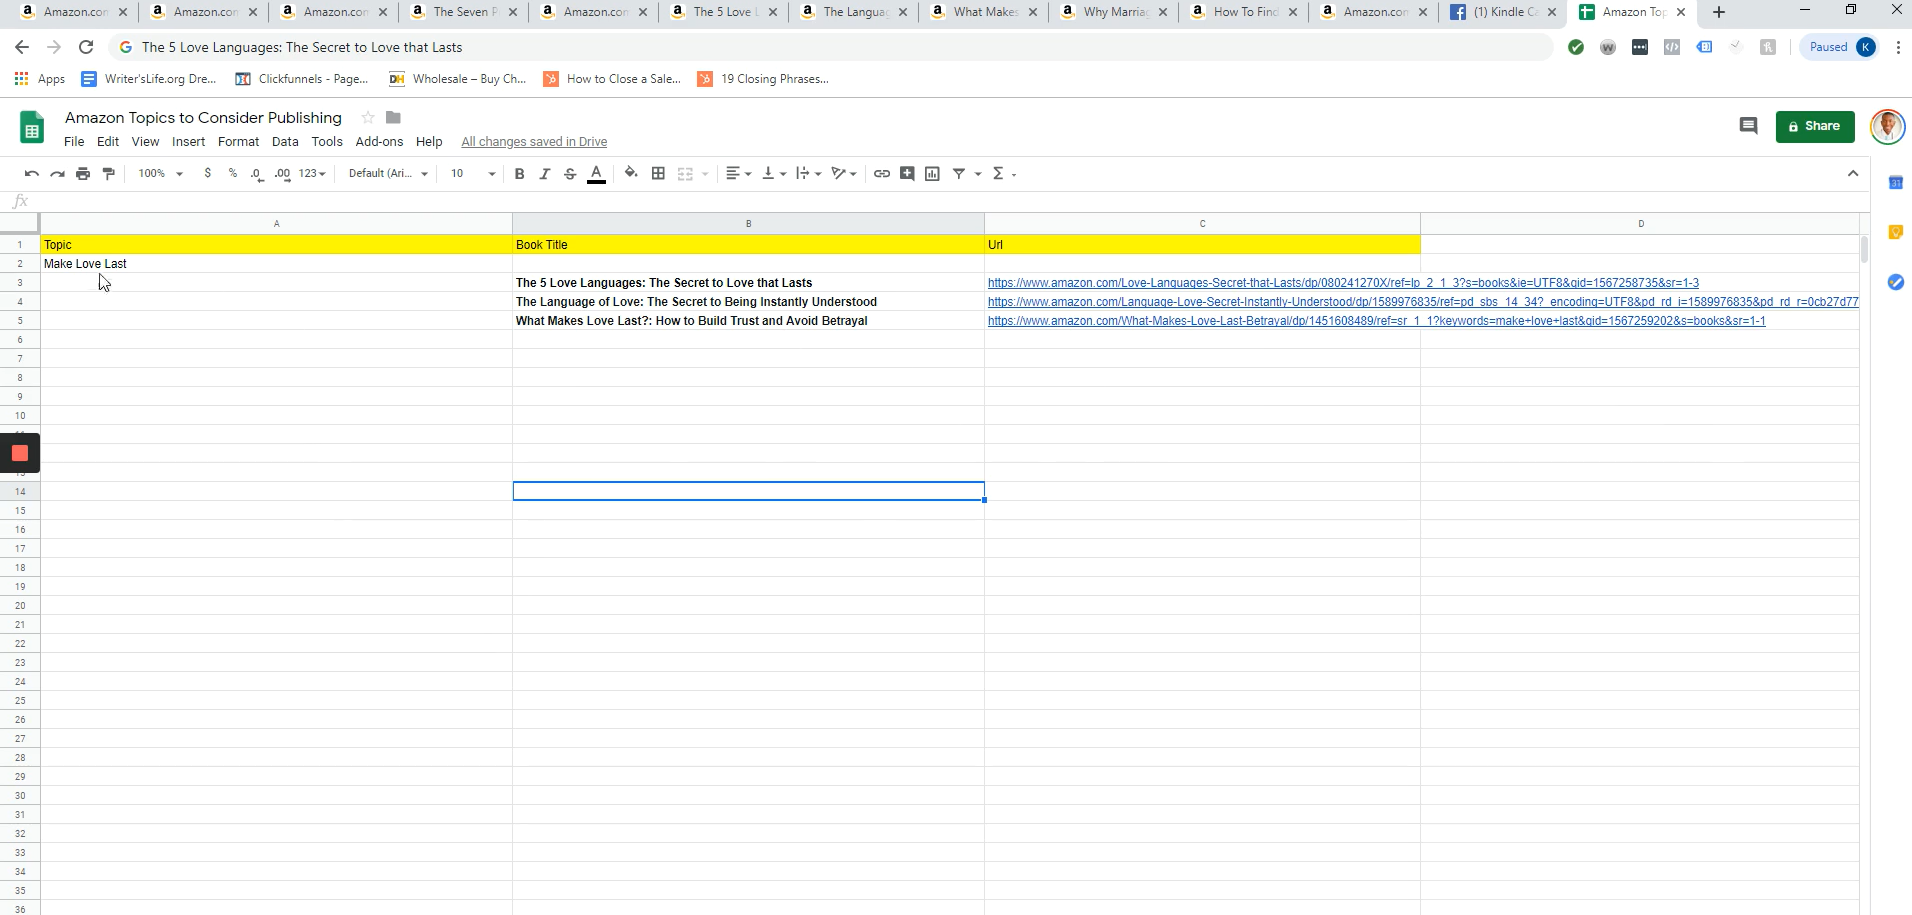 Amazon.com Amazon.con Amazon.con The Seven P Amazon.con The 5 Love L The Languag What Makes Why Marriag How To Find Amazon.con (1) Kindle Ca Amazon Top
The 5 Love Languages: The Secret to Love that Lasts
Paused K
Apps Writer'sLife.org Dre... Clickfunnels - Page... DH Wholesale – Buy Ch... How to Close a Sale... 19 Closing Phrases...
Amazon Topics to Consider Publishing
File Edit View Insert Format Data Tools Add-ons Help All changes saved in Drive
Share
100% $ % .0 .00 123 Default (Ari... 10 B I S A Σ
31
fx
A B C D
1 Topic Book Title Url
2 Make Love Last
3 The 5 Love Languages: The Secret to Love that Lasts https://www.amazon.com/Love-Languages-Secret-that-Lasts/dp/080241270X/ref=lp_2_1_3?s=books&ie=UTF8&qid=1567258735&sr=1-3
4 The Language of Love: The Secret to Being Instantly Understood https://www.amazon.com/Language-Love-Secret-Instantly-Understood/dp/1589976835/ref=pd_sbs_14_34?_encoding=UTF8&pd_rd_i=1589976835&pd_rd_r=0cb27d77
5 What Makes Love Last?: How to Build Trust and Avoid Betrayal https://www.amazon.com/What-Makes-Love-Last-Betrayal/dp/1451608489/ref=sr_1_1?keywords=make+love+last&qid=1567259202&s=books&sr=1-1
6
7
8
9
10
14
15
16
17
18
19
20
21
22
23
24
25
26
27
28
29
30
31
32
33
34
35
36